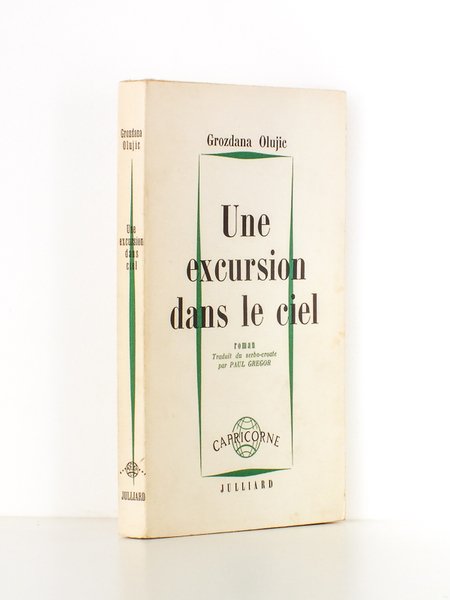 Grozdana
Olujic
Une
excursion
dans
ciel
JULLIARD
Grozdana Olujic
Une
excursion
dans le ciel
roman
Traduit du serbo-croate
par PAUL GREGOR
CAPRICORNE
JULLIARD